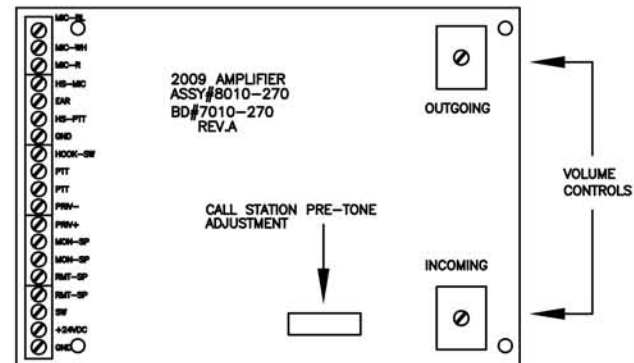 MIC-BL
MIC-WH
MIC-R
HS-MIC
EAR
HS-PTT
GND
HOOK-SW
PTT
PTT
PRIV-
PRIV+
MON-SP
MON-SP
RMT-SP
RMT-SP
SW
+24VDC
GND
2009 AMPLIFIER
ASSY#8010-270
BD#7010-270
REV.A
CALL STATION PRE-TONE
ADJUSTMENT
OUTGOING
INCOMING
VOLUME
CONTROLS